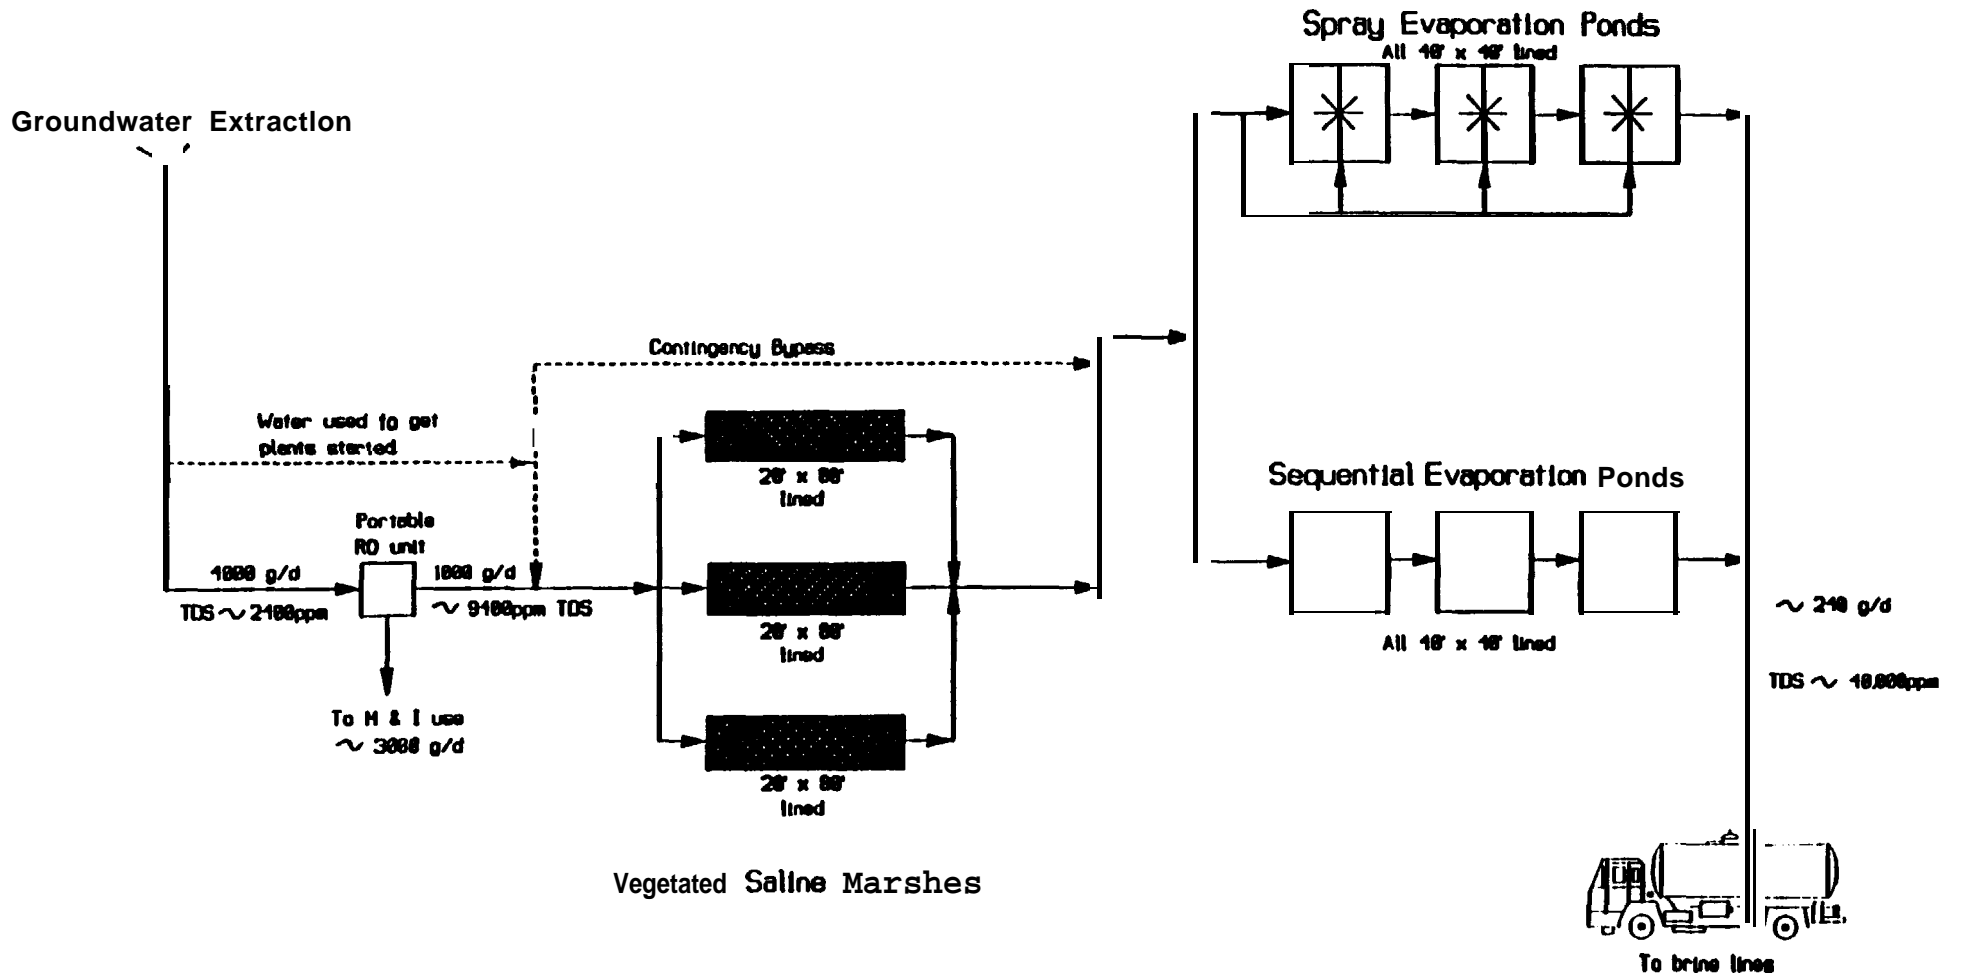 Spray Evaporation Ponds
All 40' x 40' lined
Groundwater Extraction
Contingency Bypass
Water used to get
plants started
20' x 80'
lined
Sequential Evaporation Ponds
Portable
RO unit
4000 g/d
1000 g/d
TDS ~ 2400ppm
~ 9400ppm TDS
20' x 80'
lined
All 40' x 40' lined
~ 240 g/d
TDS ~ 40,000ppm
To M & I use
~ 3000 g/d
20' x 80'
lined
Vegetated Saline Marshes
To brine lines